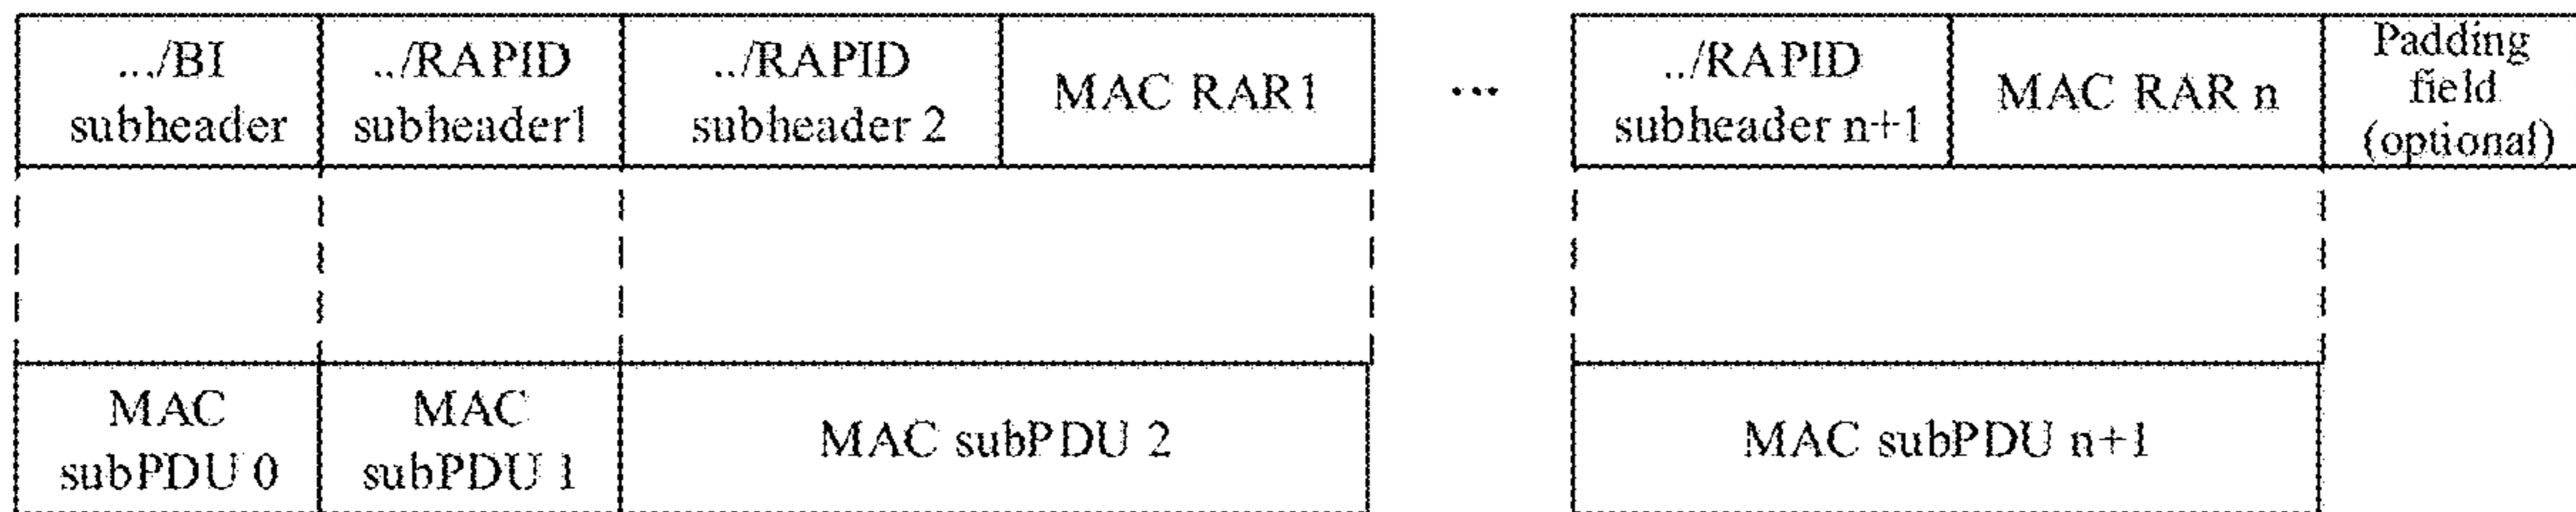 .../BI
subheader
../RAPID
subheader1
../RAPID
subheader 2
MAC RAR1
...
../RAPID
subheader n+1
MAC RAR n
Padding
field
(optional)
MAC
subPDU 0
MAC
subPDU 1
MAC subPDU 2
MAC subPDU n+1